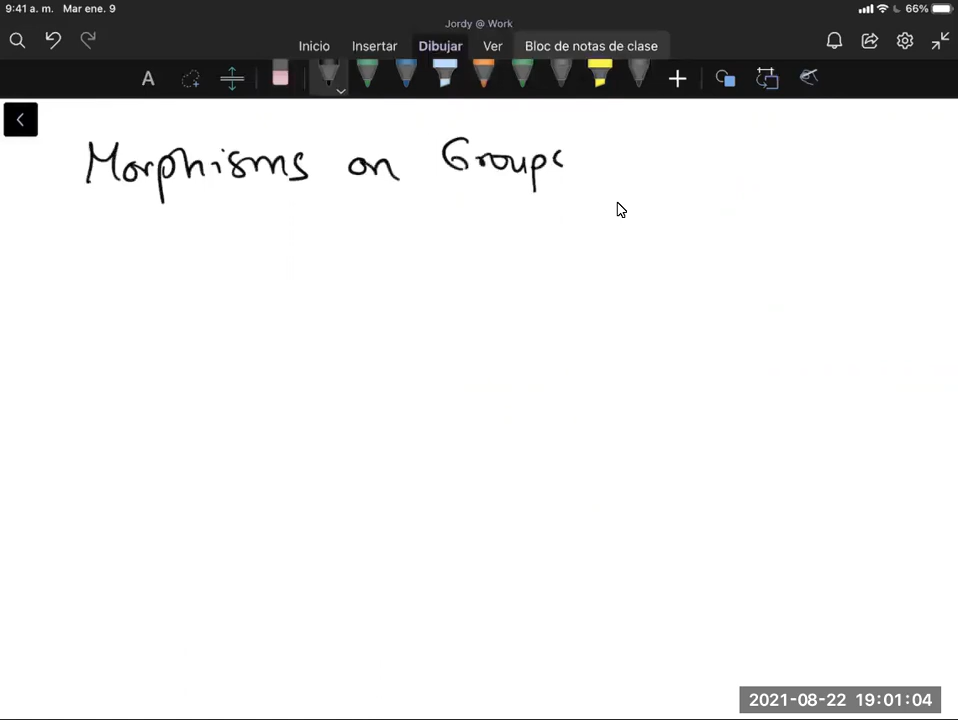 9:41 a. m. Mar ene. 9 66%
Jordy @ Work
Inicio Insertar Dibujar Ver Bloc de notas de clase
A
Morphisms on Groups
2021-08-22 19:01:04